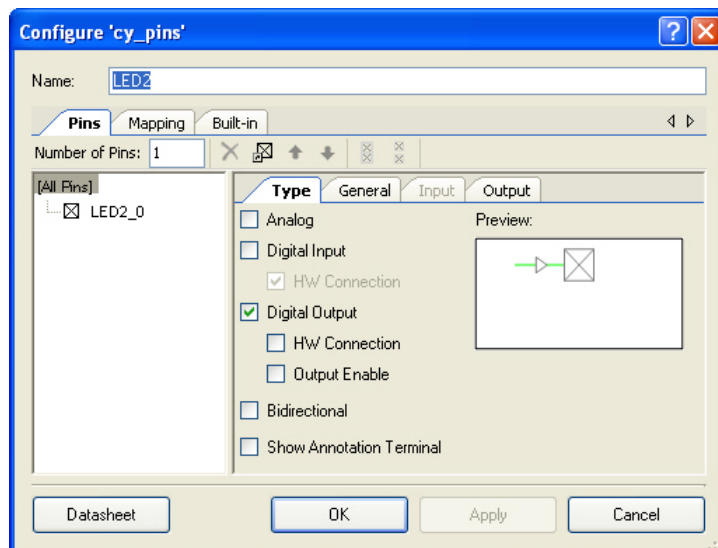 Configure 'cy_pins'
Name: LED2
Pins Mapping Built-in
Number of Pins: 1
[All Pins]
LED2_0
Type General Input Output
Analog
Preview:
Digital Input
HW Connection
Digital Output
HW Connection
Output Enable
Bidirectional
Show Annotation Terminal
Datasheet OK Apply Cancel